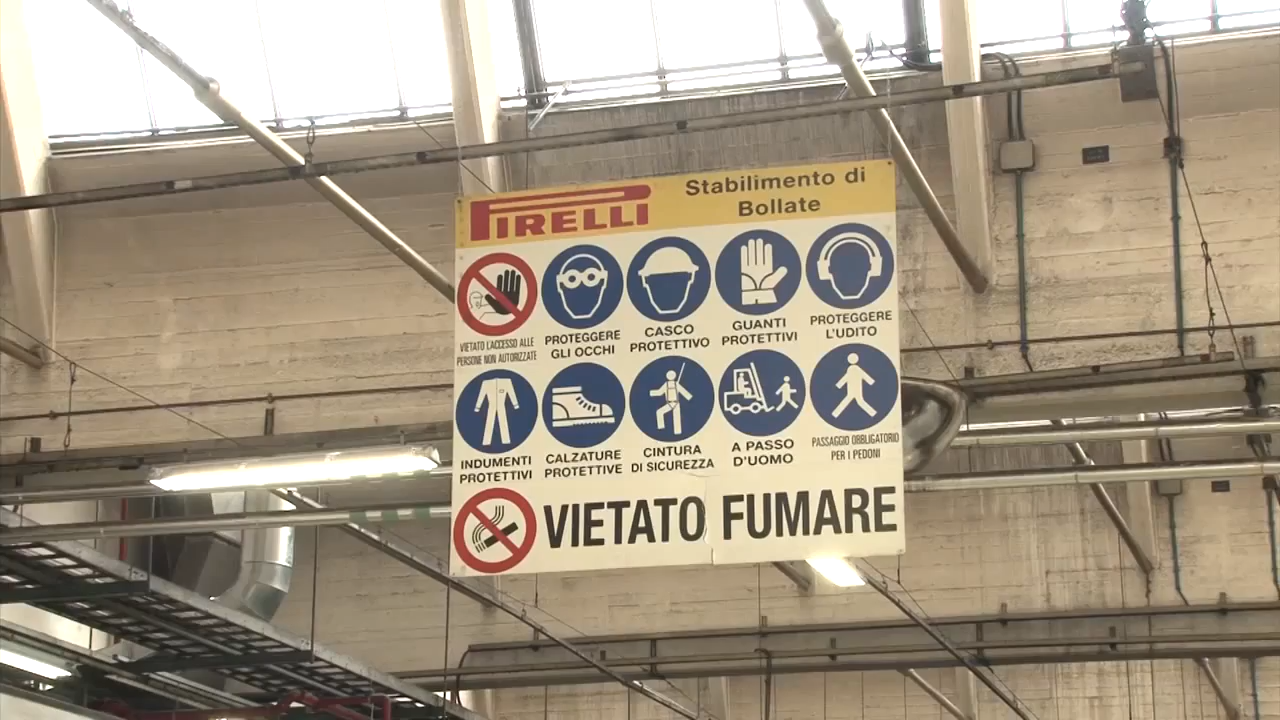 PIRELLI
Stabilimento di
Bollate
VIETATO L'ACCESSO ALLE
PERSONE NON AUTORIZZATE
PROTEGGERE
GLI OCCHI
CASCO
PROTETTIVO
GUANTI
PROTETTIVI
PROTEGGERE
L'UDITO
INDUMENTI
PROTETTIVI
CALZATURE
PROTETTIVE
CINTURA
DI SICUREZZA
A PASSO
D'UOMO
PASSAGGIO OBBLIGATORIO
PER I PEDONI
VIETATO FUMARE